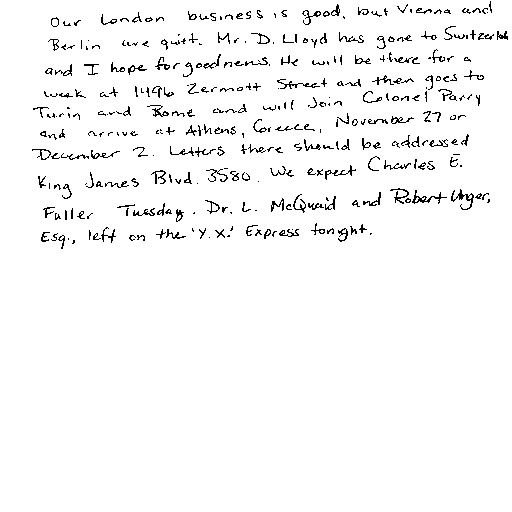 Our London business is good, but Vienna and
Berlin are quiet. Mr. D. Lloyd has gone to Switzerland
and I hope for good news. He will be there for a
week at 1496 Zermott Street and then goes to
Turin and Rome and will join Colonel Parry
and arrive at Athens, Greece, November 27 or
December 2. Letters there should be addressed
King James Blvd. 3580. We expect Charles E.
Fuller Tuesday. Dr. L. McQuaid and Robert Unger,
Esq., left on the 'Y.X.' Express tonight.